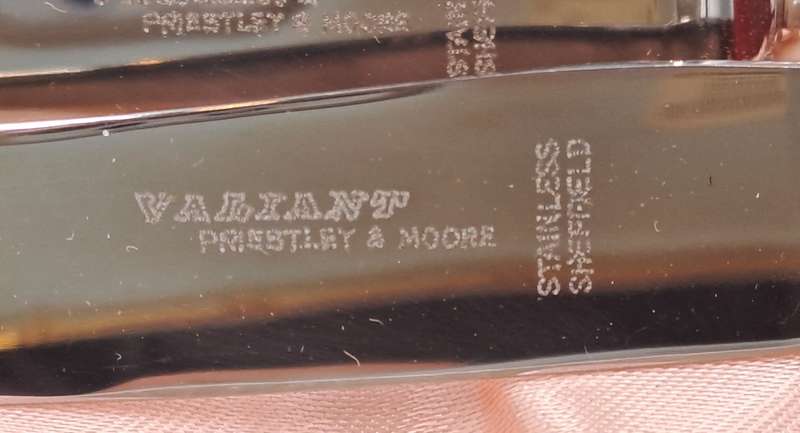 PRIESTLEY & MOORE
VALIANT
PRIESTLEY & MOORE
STAINLESS
SHEFFIELD